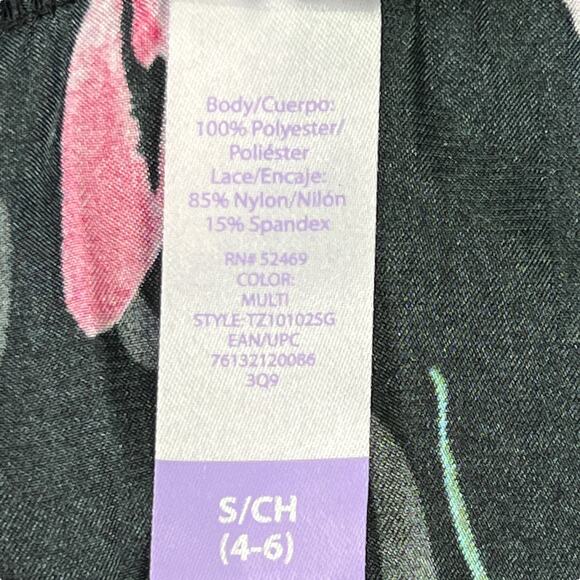 Body/Cuerpo:
100% Polyester/
Poliéster
Lace/Encaje:
85% Nylon/Nilón
15% Spandex
RN# 52469
COLOR:
MULTI
STYLE:TZ10102SG
EAN/UPC
76132120086
3Q9
S/CH
(4-6)